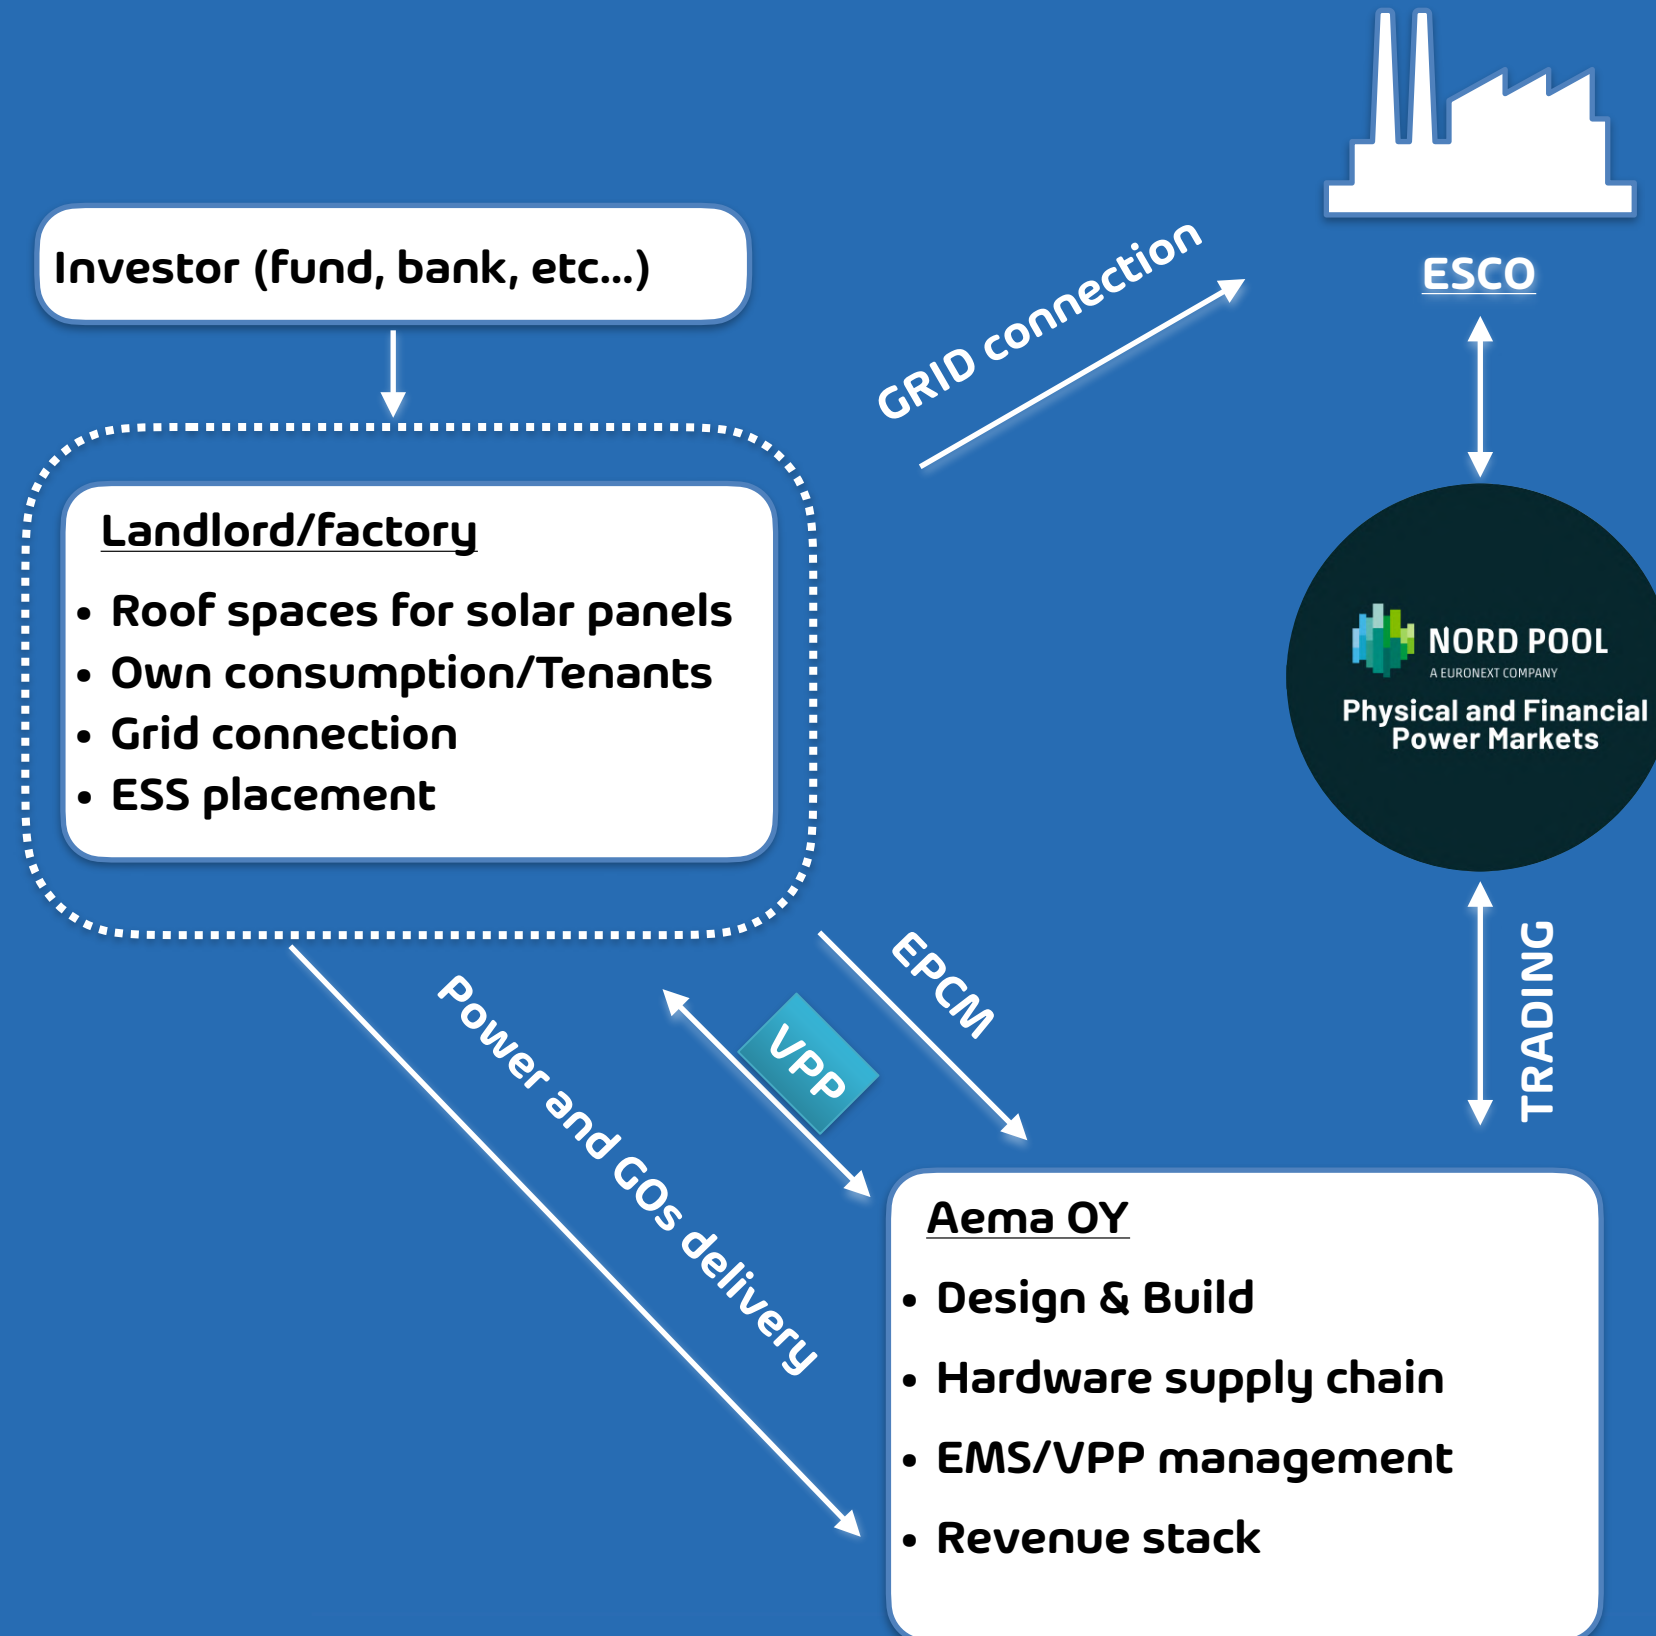 Investor (fund, bank, etc...)
GRID connection
ESCO
Landlord/factory
• Roof spaces for solar panels
• Own consumption/Tenants
• Grid connection
• ESS placement
NORD POOL
A EURONEXT COMPANY
Physical and Financial
Power Markets
EPCM
VPP
Power and GOs delivery
TRADING
Aema OY
• Design & Build
• Hardware supply chain
• EMS/VPP management
• Revenue stack